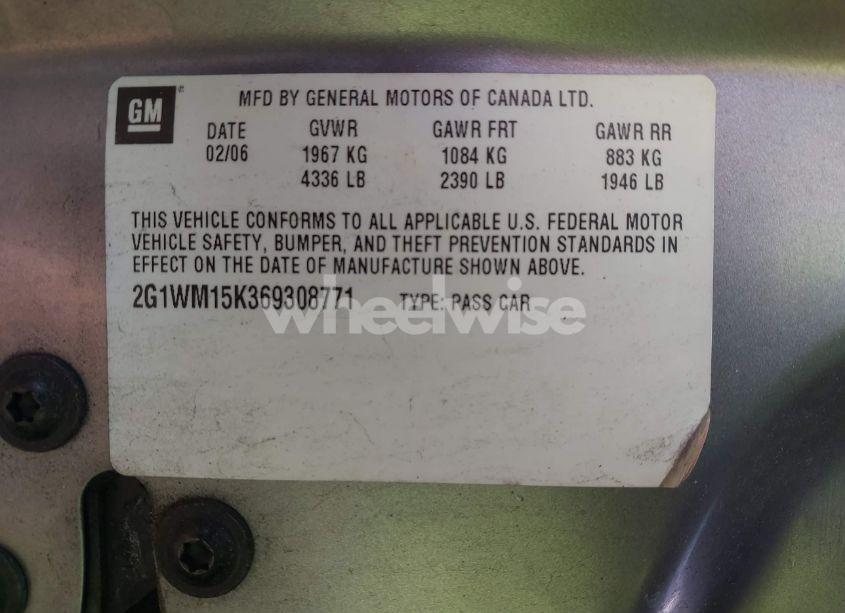 GM
MFD BY GENERAL MOTORS OF CANADA LTD.
DATE GVWR GAWR FRT GAWR RR
02/06 1967 KG 1084 KG 883 KG
4336 LB 2390 LB 1946 LB
THIS VEHICLE CONFORMS TO ALL APPLICABLE U.S. FEDERAL MOTOR
VEHICLE SAFETY, BUMPER, AND THEFT PREVENTION STANDARDS IN
EFFECT ON THE DATE OF MANUFACTURE SHOWN ABOVE.
2G1WM15K369308771 TYPE: PASS CAR
wheelwise